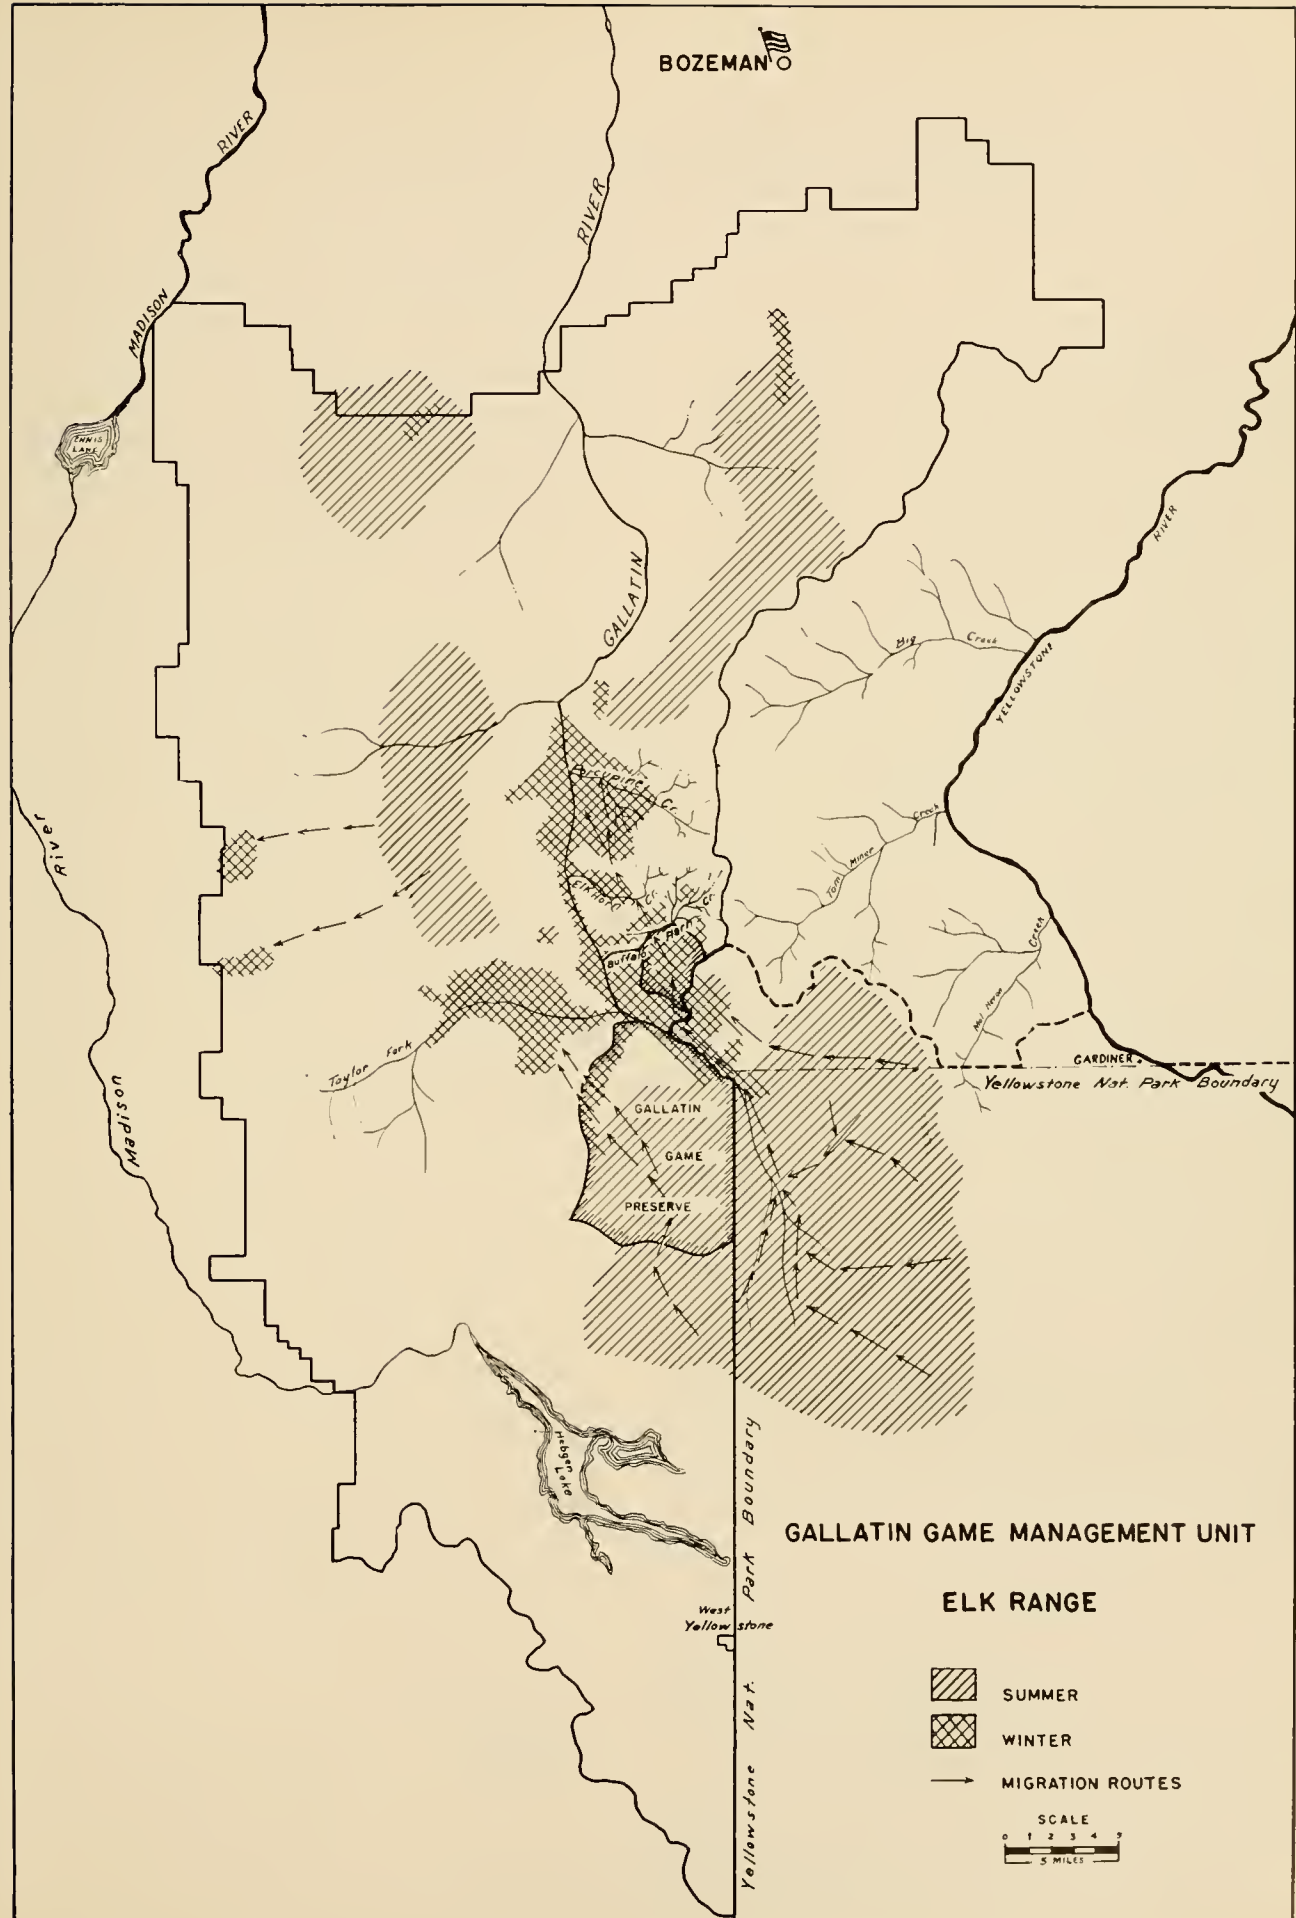 BOZEMAN
RIVER
MADISON
RIVER
ENNIS
LAKE
GALLATIN
RIVER
YELLOWSTONE
Big Creek
Porcupine Cr.
Tom Miner Creek
Elkhorn Cr.
Buffalo Horn Cr.
Mol Heron Creek
River
Madison
Taylor Fork
GARDINER
Yellowstone Nat. Park Boundary
GALLATIN
GAME
PRESERVE
Hebgen
Lake
West
Yellowstone
Yellowstone Nat. Park Boundary
GALLATIN GAME MANAGEMENT UNIT
ELK RANGE
SUMMER
WINTER
MIGRATION ROUTES
SCALE
0 1 2 3 4 5
5 MILES